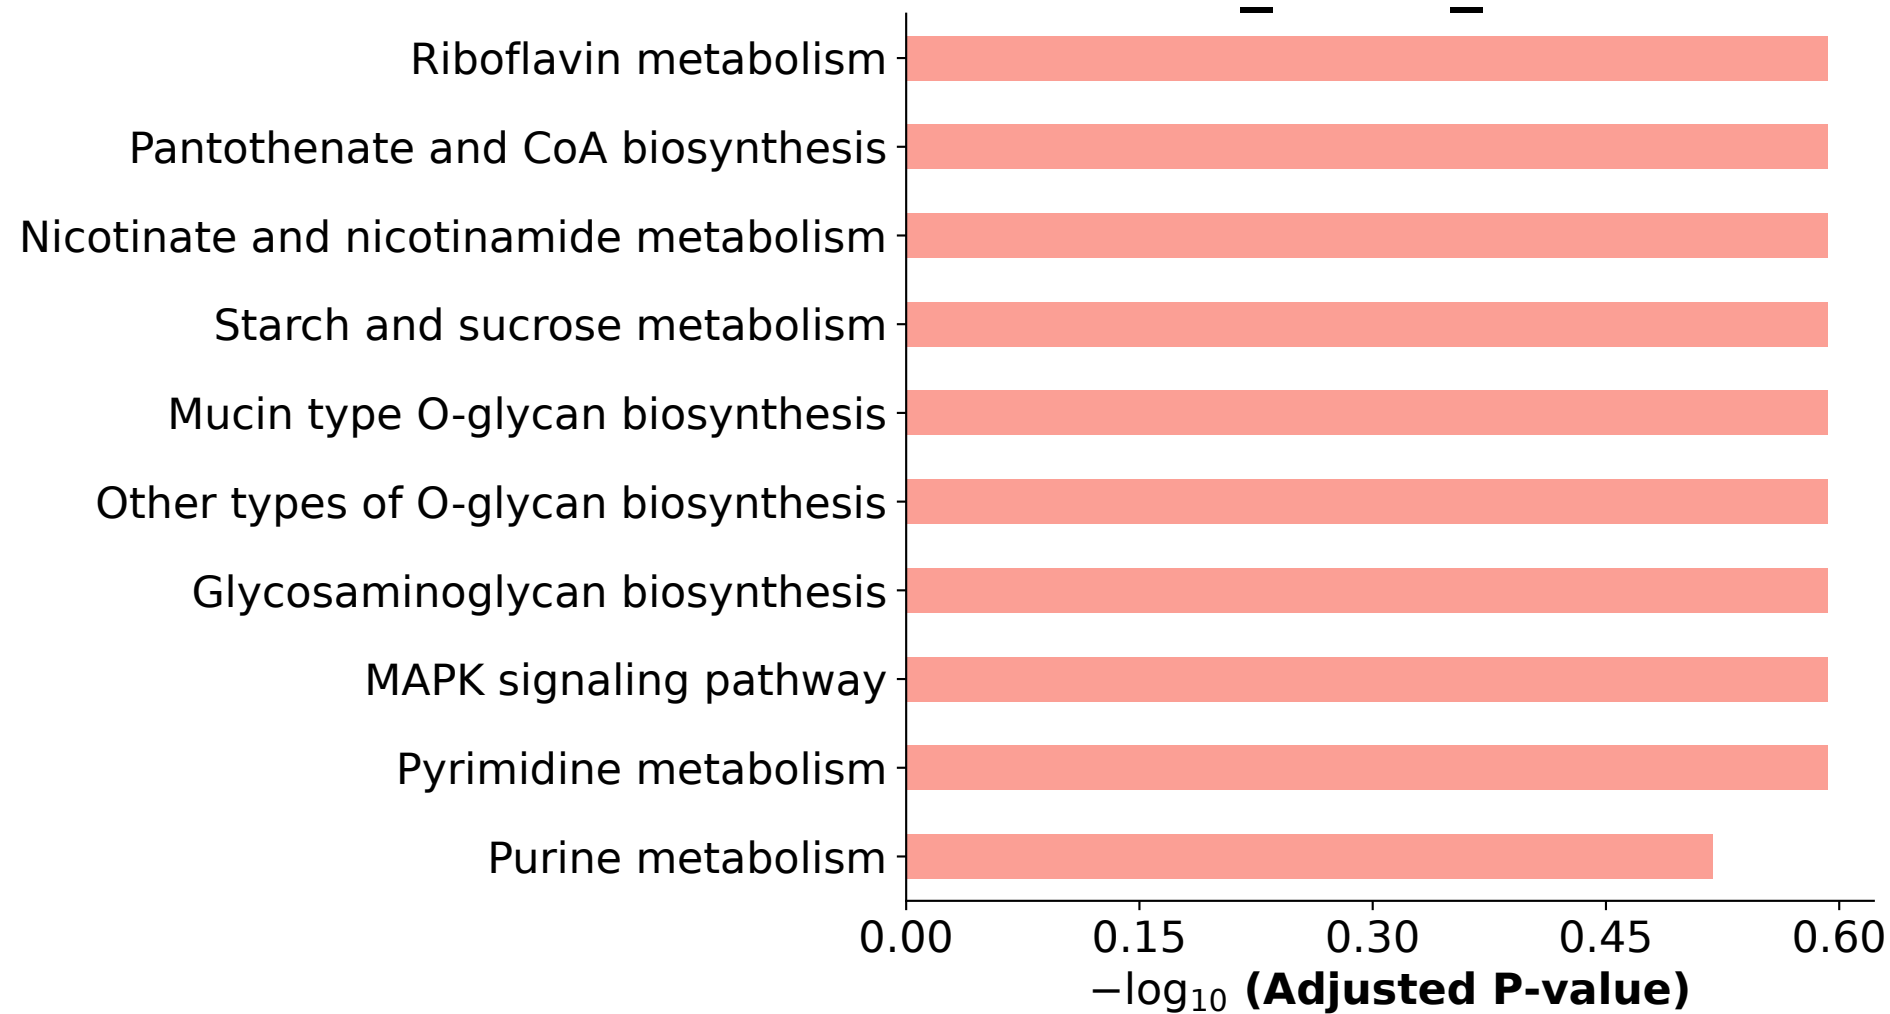 Riboflavin metabolism
Pantothenate and CoA biosynthesis
Nicotinate and nicotinamide metabolism
Starch and sucrose metabolism
Mucin type O-glycan biosynthesis
Other types of O-glycan biosynthesis
Glycosaminoglycan biosynthesis
MAPK signaling pathway
Pyrimidine metabolism
Purine metabolism
0.00 0.15 0.30 0.45 0.60
−log₁₀ (Adjusted P-value)